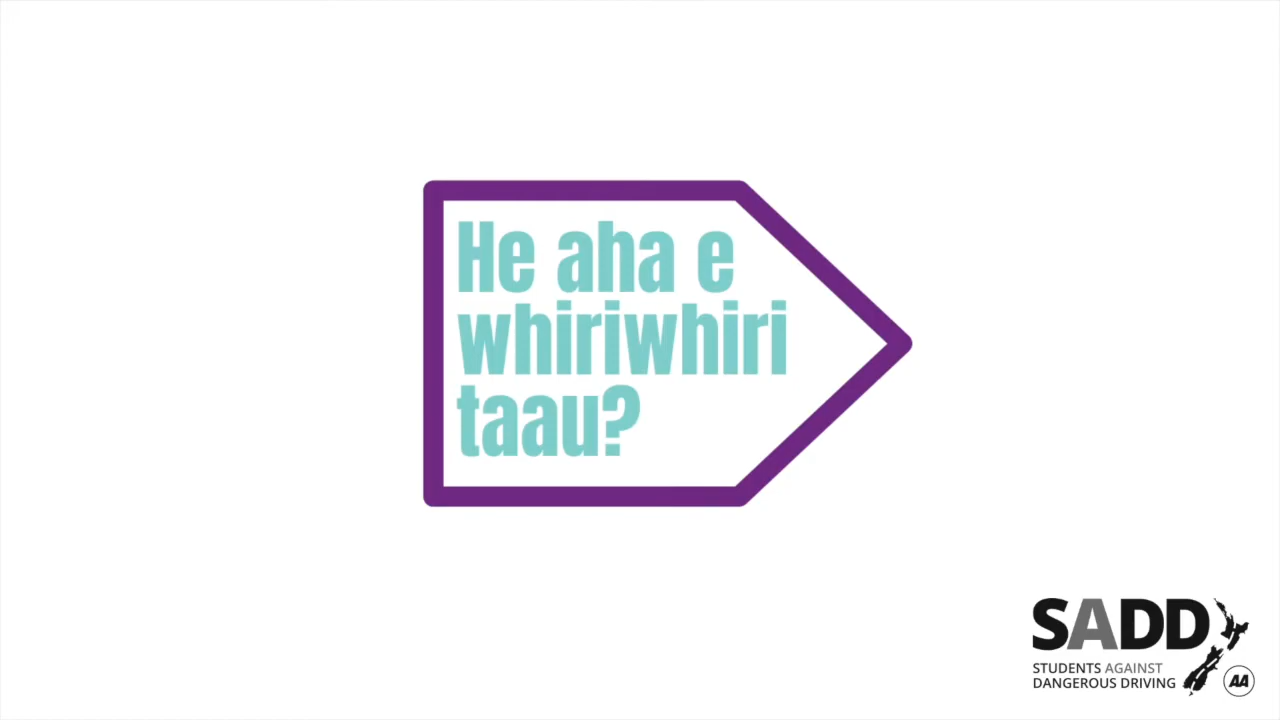 He aha e
whiriwhiri
taau?
SADD
STUDENTS AGAINST
DANGEROUS DRIVING
AA